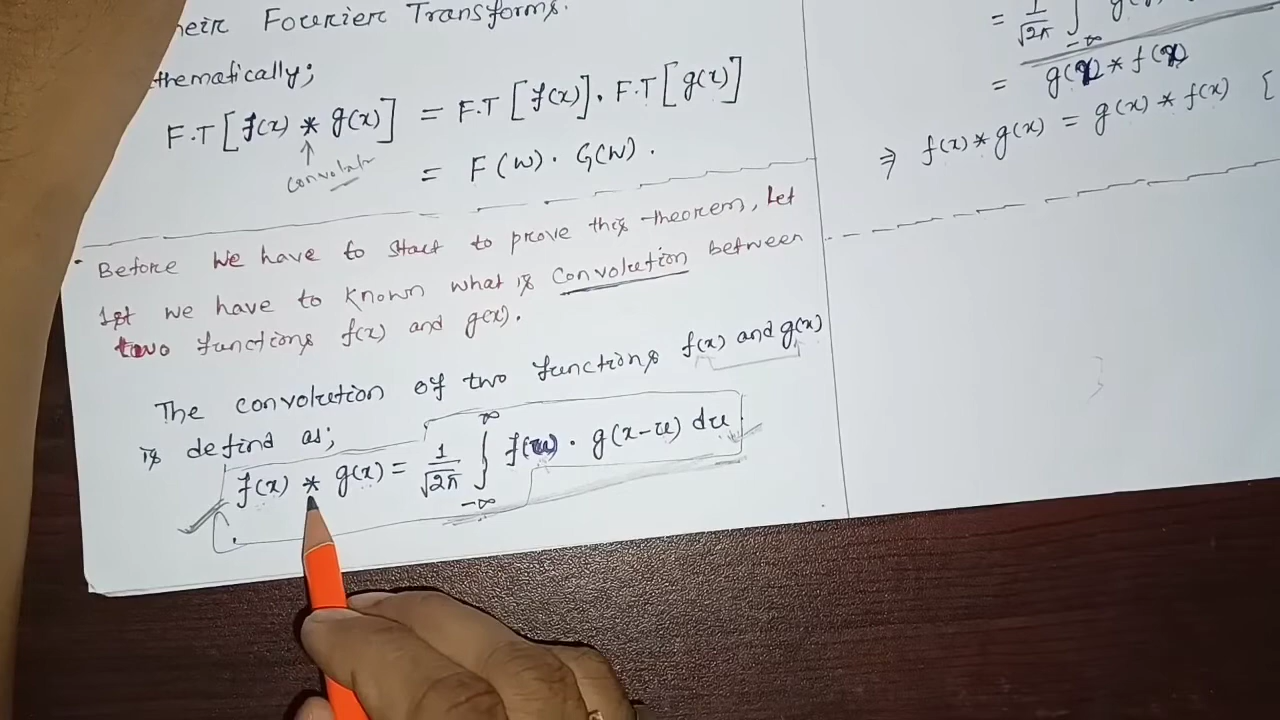 heir Fourier Transforms.
thematically;
F.T [f(x) * g(x)] = F.T [f(x)] . F.T [g(x)]
convolution
= F(W) . G(W) .
Before we have to start to prove this theorem, Let
1st we have to known what is convolution between
two functions f(x) and g(x).
The convolution of two functions f(x) and g(x)
is defind as;
f(x) * g(x) = 1/√2π ∫_{-∞}^{∞} f(u) . g(x-u) du
= 1/√2π ∫_{-∞} g(
= g(x) * f(x)
⇒ f(x) * g(x) = g(x) * f(x) {